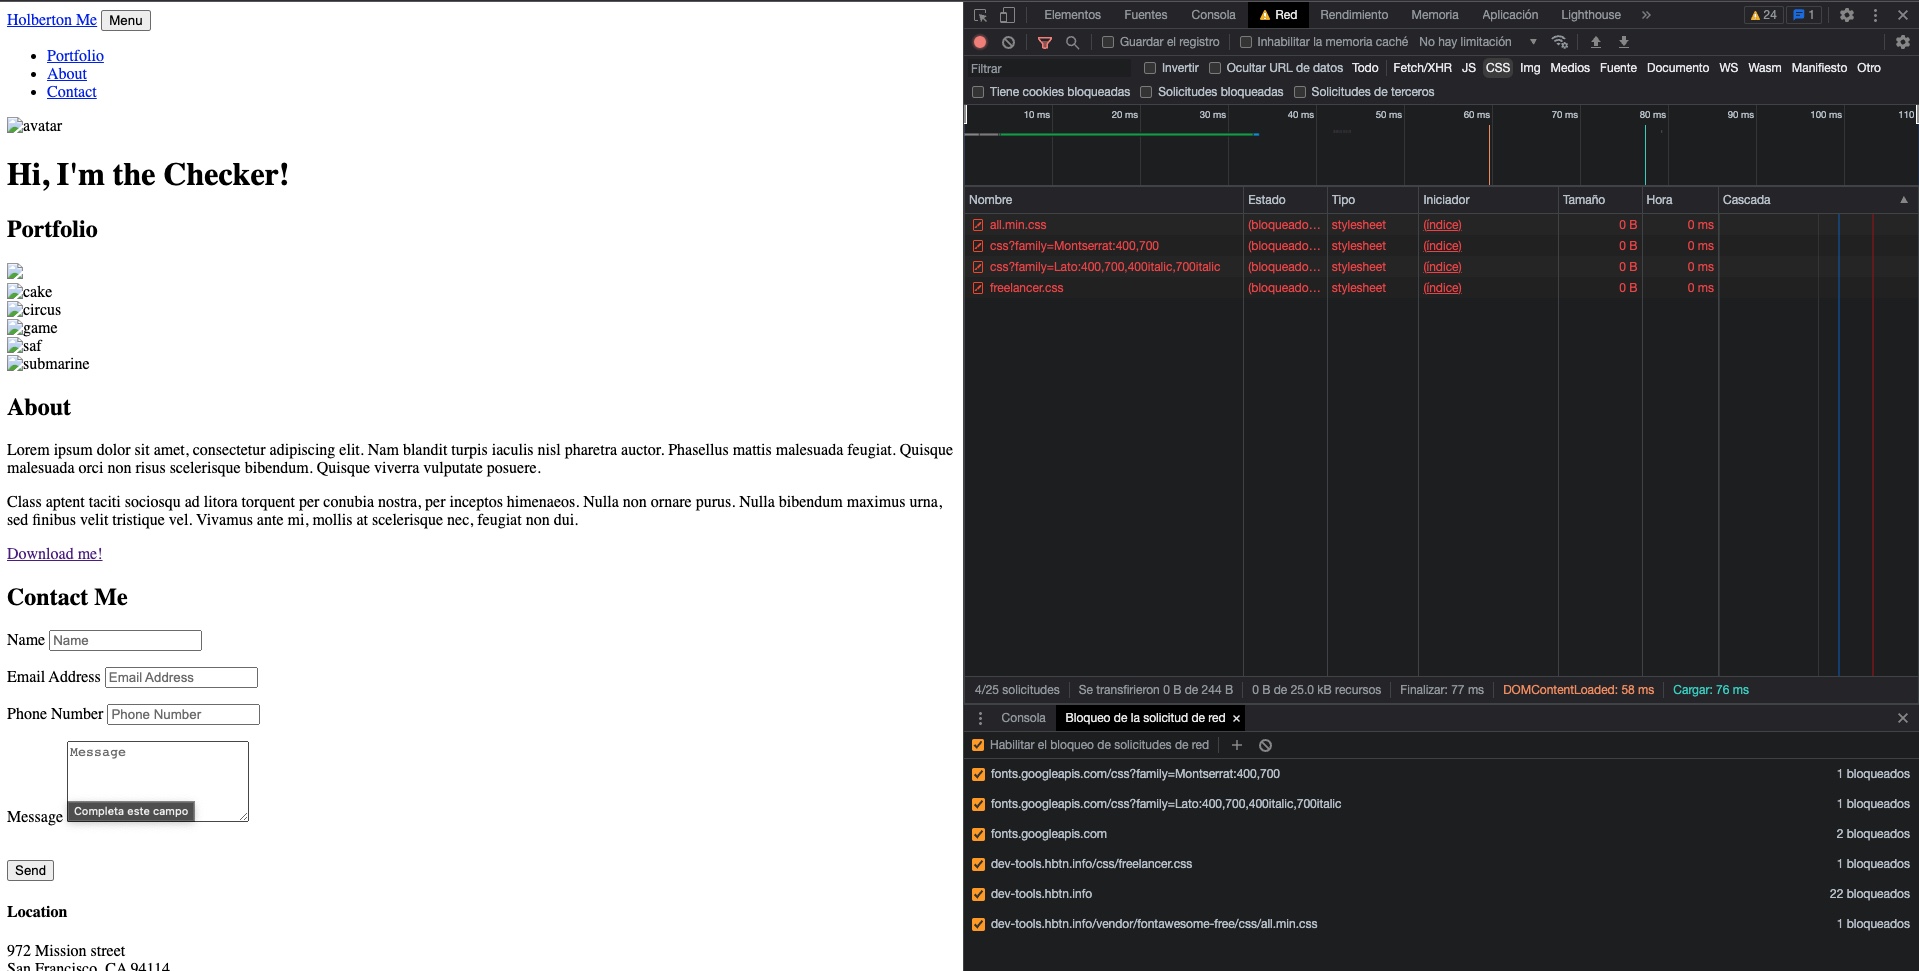 Holberton Me Menu
Portfolio
About
Contact
avatar
Hi, I'm the Checker!
Portfolio
cake
circus
game
saf
submarine
About
Lorem ipsum dolor sit amet, consectetur adipiscing elit. Nam blandit turpis iaculis nisl pharetra auctor. Phasellus mattis malesuada feugiat. Quisque
malesuada orci non risus scelerisque bibendum. Quisque viverra vulputate posuere.
Class aptent taciti sociosqu ad litora torquent per conubia nostra, per inceptos himenaeos. Nulla non ornare purus. Nulla bibendum maximus urna,
sed finibus velit tristique vel. Vivamus ante mi, mollis at scelerisque nec, feugiat non dui.
Download me!
Contact Me
Name Name
Email Address Email Address
Phone Number Phone Number
Message
Message Completa este campo
Send
Location
972 Mission street
San Francisco, CA 94114
Elementos Fuentes Consola Red Rendimiento Memoria Aplicación Lighthouse » 24 1
Guardar el registro Inhabilitar la memoria caché No hay limitación
Filtrar Invertir Ocultar URL de datos Todo Fetch/XHR JS CSS Img Medios Fuente Documento WS Wasm Manifiesto Otro
Tiene cookies bloqueadas Solicitudes bloqueadas Solicitudes de terceros
10 ms 20 ms 30 ms 40 ms 50 ms 60 ms 70 ms 80 ms 90 ms 100 ms 110
Nombre Estado Tipo Iniciador Tamaño Hora Cascada
all.min.css (bloqueado... stylesheet (índice) 0 B 0 ms
css?family=Montserrat:400,700 (bloqueado... stylesheet (índice) 0 B 0 ms
css?family=Lato:400,700,400italic,700italic (bloqueado... stylesheet (índice) 0 B 0 ms
freelancer.css (bloqueado... stylesheet (índice) 0 B 0 ms
4/25 solicitudes Se transfirieron 0 B de 244 B 0 B de 25.0 kB recursos Finalizar: 77 ms DOMContentLoaded: 58 ms Cargar: 76 ms
Consola Bloqueo de la solicitud de red ×
Habilitar el bloqueo de solicitudes de red
fonts.googleapis.com/css?family=Montserrat:400,700 1 bloqueados
fonts.googleapis.com/css?family=Lato:400,700,400italic,700italic 1 bloqueados
fonts.googleapis.com 2 bloqueados
dev-tools.hbtn.info/css/freelancer.css 1 bloqueados
dev-tools.hbtn.info 22 bloqueados
dev-tools.hbtn.info/vendor/fontawesome-free/css/all.min.css 1 bloqueados